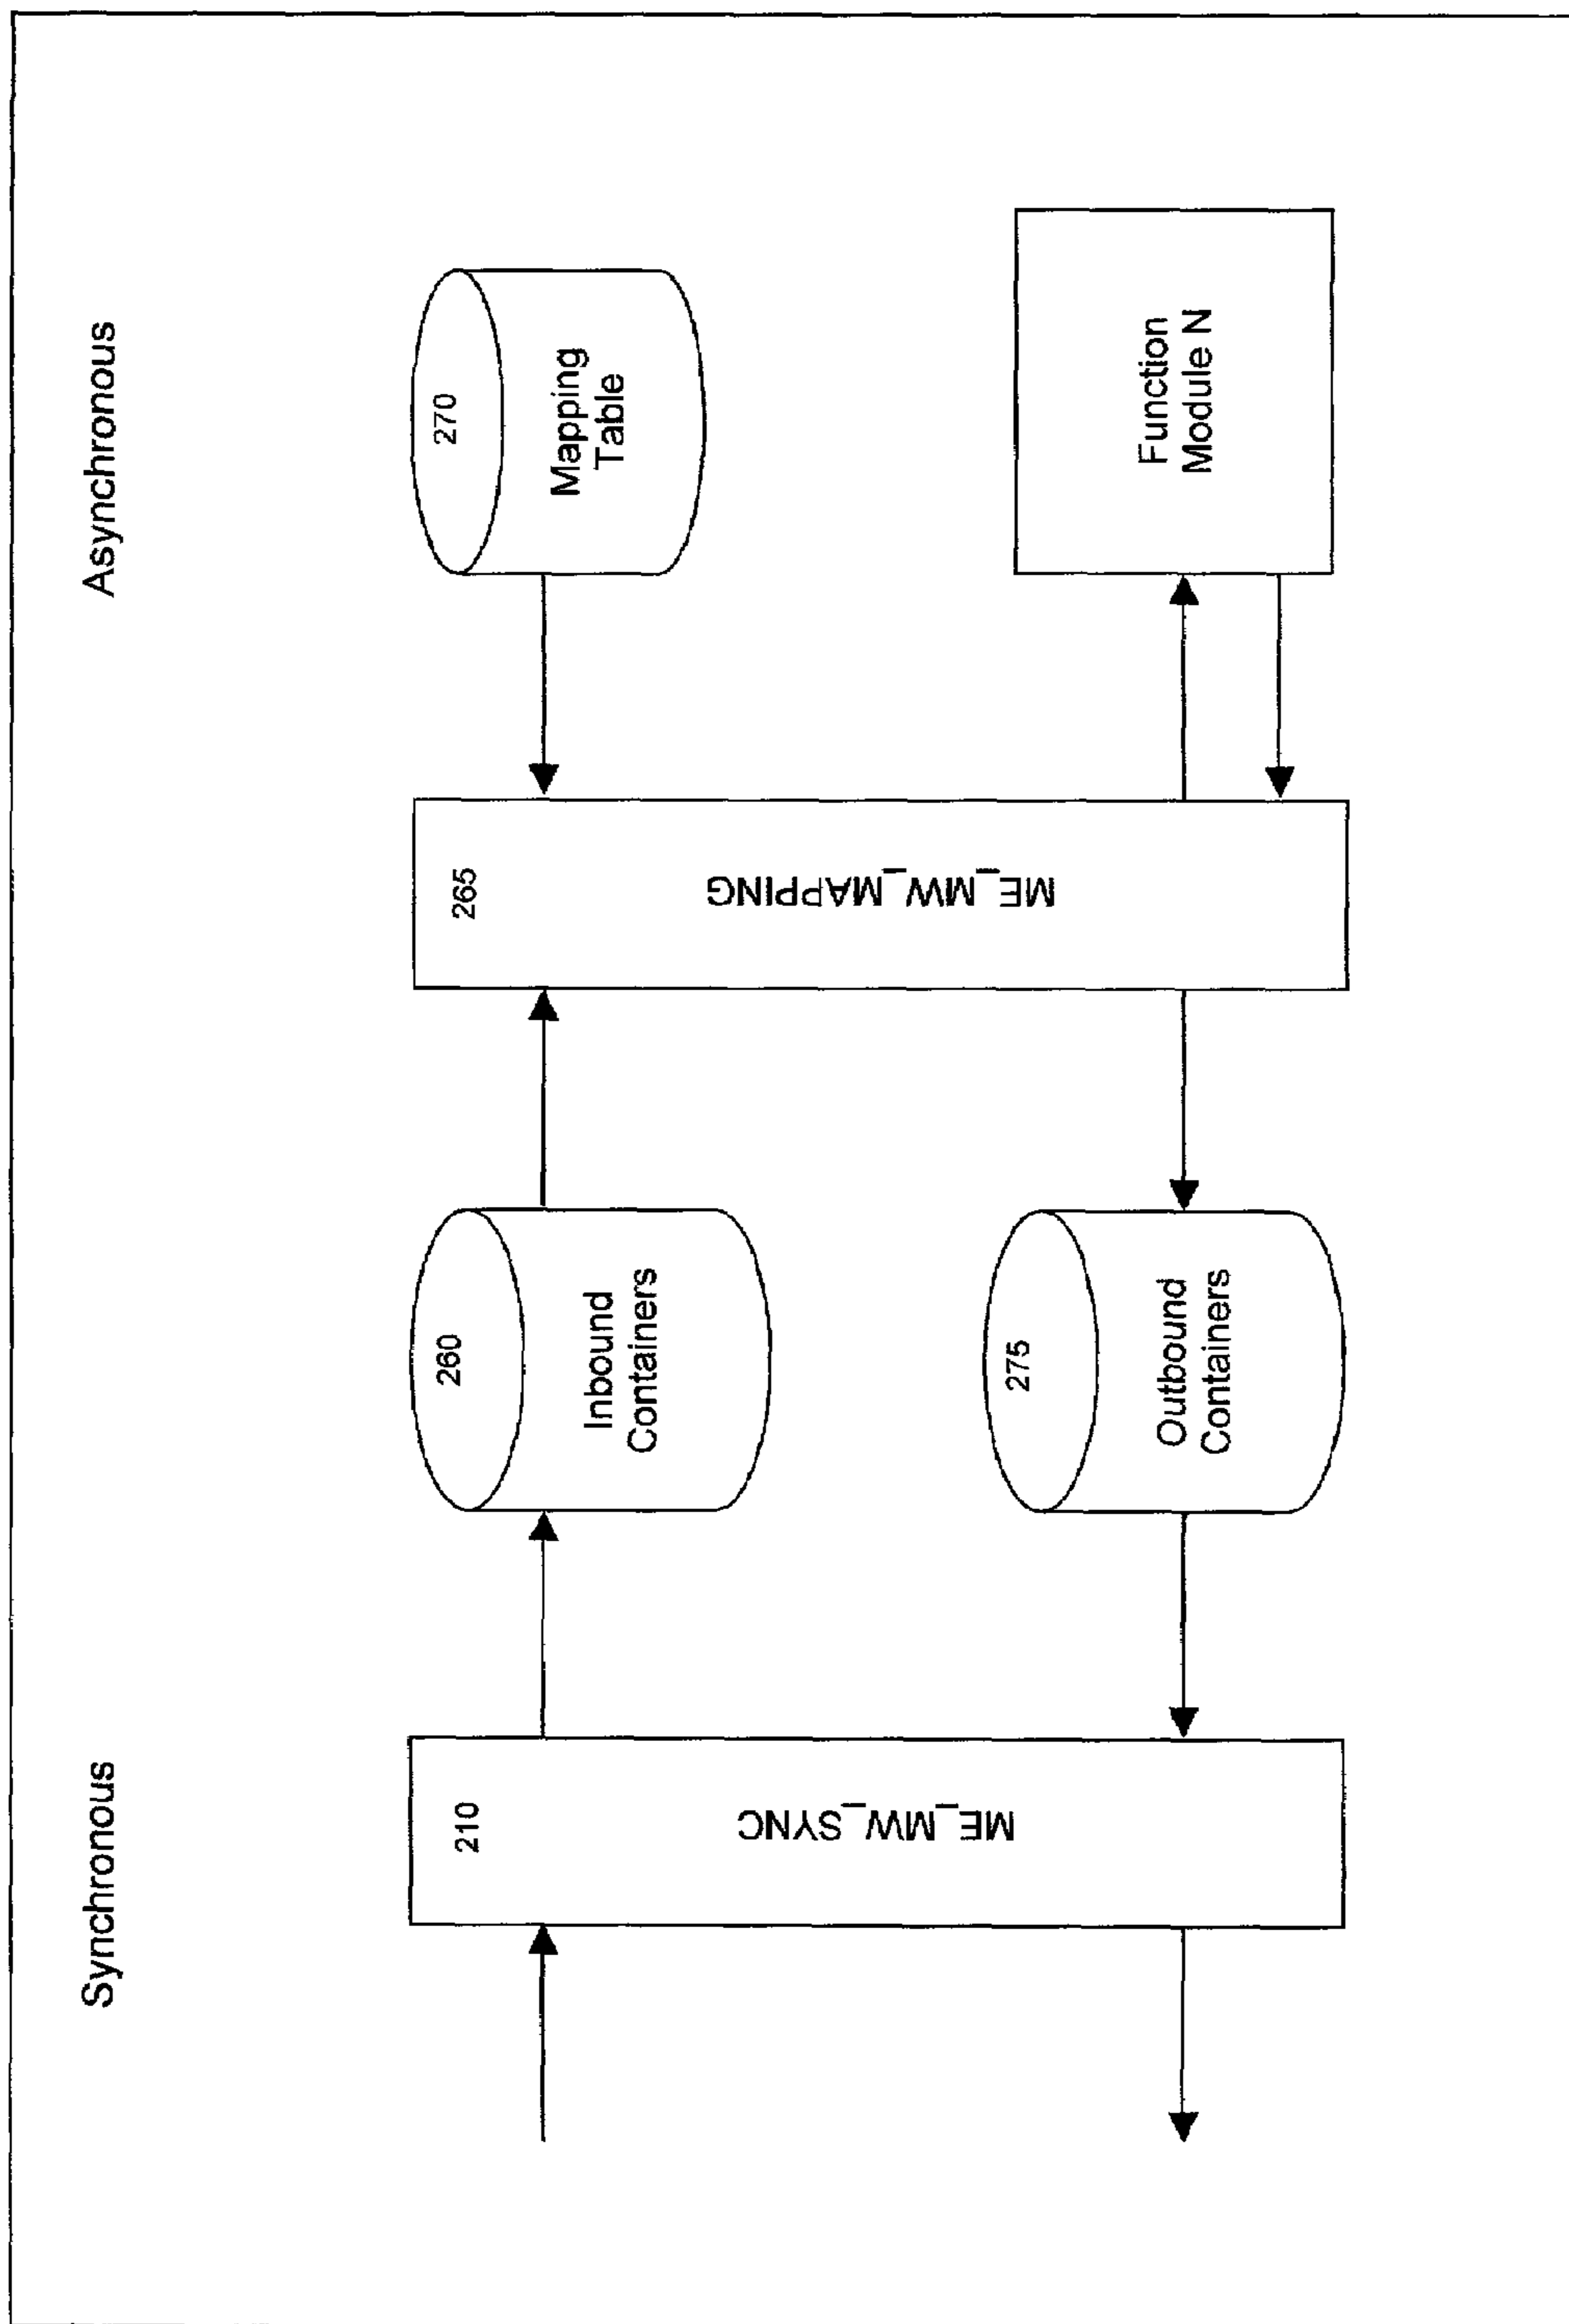 Synchronous
Asynchronous
210
ME_MW_SYNC
260
Inbound
Containers
265
ME_MW_MAPPING
270
Mapping
Table
275
Outbound
Containers
Function
Module N